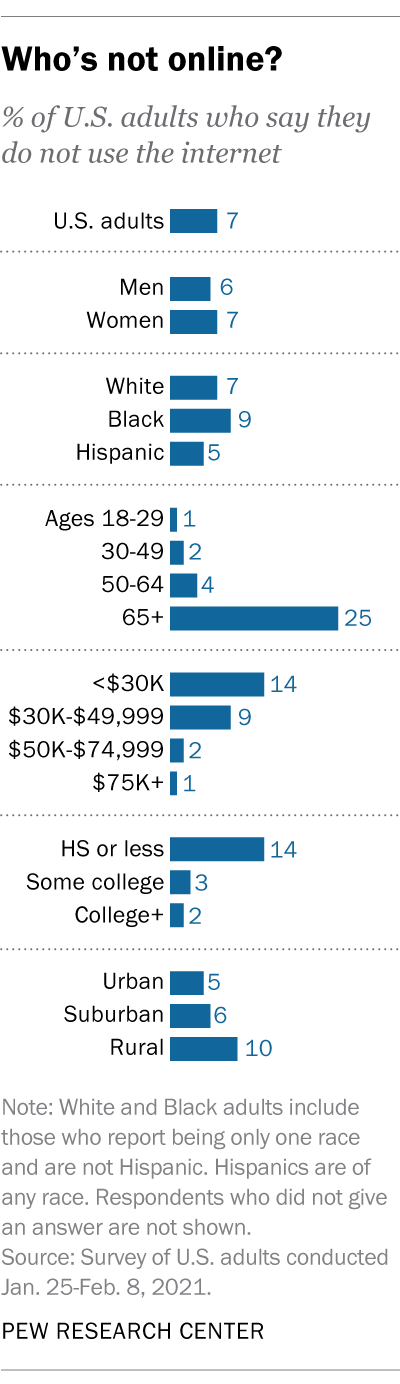 Who's not online?
% of U.S. adults who say they
do not use the internet
U.S. adults 7
Men 6
Women 7
White 7
Black 9
Hispanic 5
Ages 18-29 1
30-49 2
50-64 4
65+ 25
<$30K 14
$30K-$49,999 9
$50K-$74,999 2
$75K+ 1
HS or less 14
Some college 3
College+ 2
Urban 5
Suburban 6
Rural 10
Note: White and Black adults include
those who report being only one race
and are not Hispanic. Hispanics are of
any race. Respondents who did not give
an answer are not shown.
Source: Survey of U.S. adults conducted
Jan. 25-Feb. 8, 2021.
PEW RESEARCH CENTER